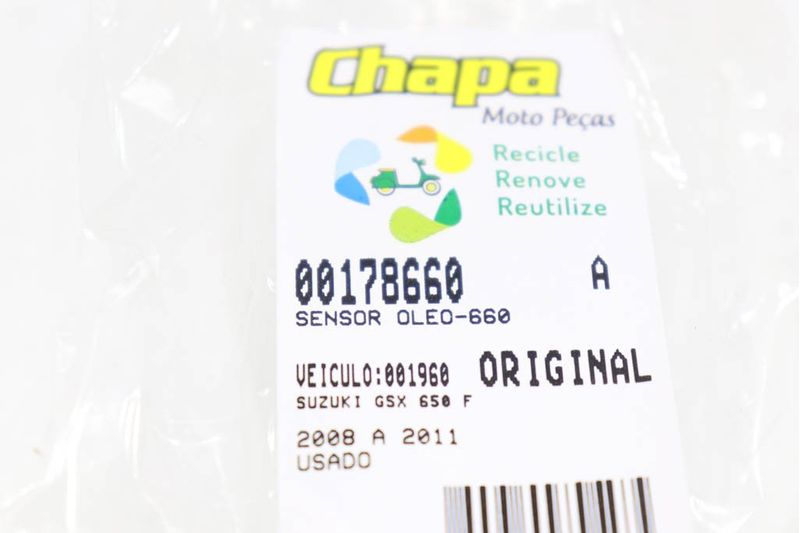 Chapa
Moto Peças
Recicle
Renove
Reutilize
00178660 A
SENSOR OLEO-660
VEICULO:001960 ORIGINAL
SUZUKI GSX 650 F
2008 A 2011
USADO